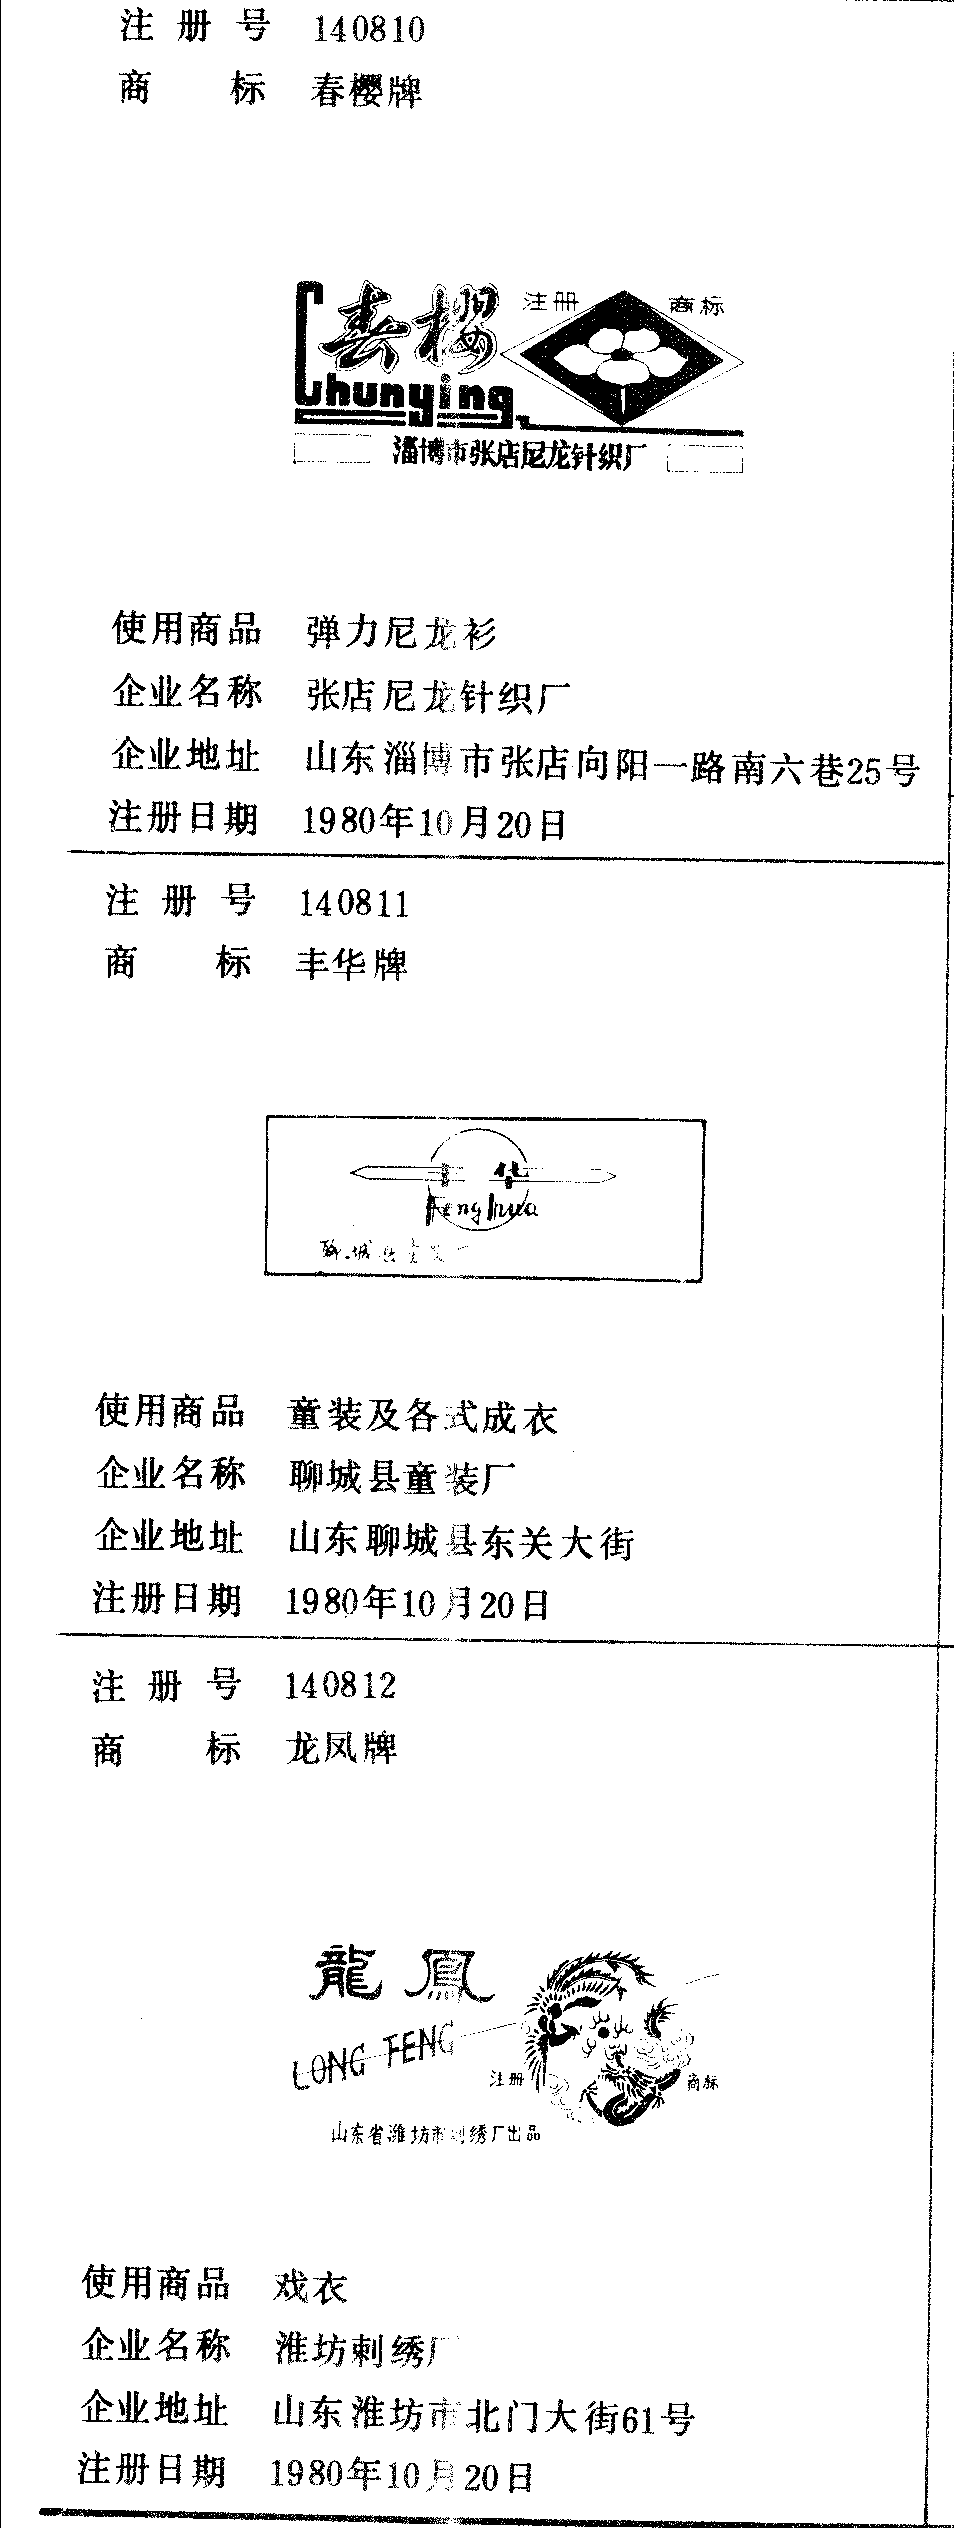 注册号 140810
商标 春樱牌
春樱 注册 商标
Chunying
淄博市张店尼龙针织厂
使用商品 弹力尼龙衫
企业名称 张店尼龙针织厂
企业地址 山东淄博市张店向阳一路南六巷25号
注册日期 1980年10月20日
注册号 140811
商标 丰华牌
华
Fenghua
聊城
使用商品 童装及各式成衣
企业名称 聊城县童装厂
企业地址 山东聊城县东关大街
注册日期 1980年10月20日
注册号 140812
商标 龙凤牌
龍鳳
LONG FENG
注册 商标
山东省潍坊市刺绣厂出品
使用商品 戏衣
企业名称 淮坊刺绣厂
企业地址 山东淮坊市北门大街61号
注册日期 1980年10月20日